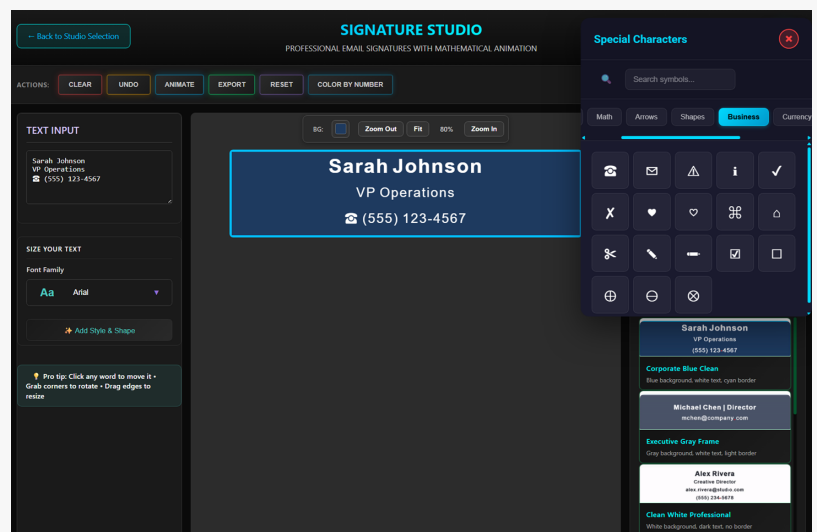 ← Back to Studio Selection
SIGNATURE STUDIO
PROFESSIONAL EMAIL SIGNATURES WITH MATHEMATICAL ANIMATION
ACTIONS:
CLEAR
UNDO
ANIMATE
EXPORT
RESET
COLOR BY NUMBER
TEXT INPUT
Sarah Johnson
VP Operations
☎ (555) 123-4567
SIZE YOUR TEXT
Font Family
Aa Arial ▼
✨ Add Style & Shape
💡 Pro tip: Click any word to move it •
Grab corners to rotate • Drag edges to
resize
BG:
Zoom Out
Fit
80%
Zoom In
Sarah Johnson
VP Operations
☎ (555) 123-4567
Special Characters
Search symbols...
Math
Arrows
Shapes
Business
Currency
☎ ✉ ⚠ ℹ ✓
✗ ♥ ♡ ⌘ ⌂
✂ ✎ ✏ ☑ ☐
⊕ ⊖ ⊗
Sarah Johnson
VP Operations
(555) 123-4567
Corporate Blue Clean
Blue background, white text, cyan border
Michael Chen | Director
mchen@company.com
Executive Gray Frame
Gray background, white text, light border
Alex Rivera
Creative Director
alex.rivera@studio.com
(555) 234-5678
Clean White Professional
White background, dark text, no border